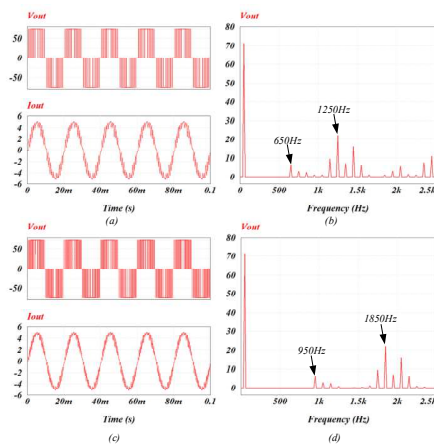 Vout
50
0
-50
Iout
6
4
2
0
-2
-4
-6
0 20m 40m 60m 80m 0.1
Time (s)
(a)
Vout
80
70
60
50
40
30
20
10
0
650Hz
1250Hz
500 1k 1.5k 2k 2.5k
Frequency (Hz)
(b)
Vout
50
0
-50
Iout
6
4
2
0
-2
-4
0 20m 40m 60m 80m 0.1
Time (s)
(c)
Vout
80
70
60
50
40
30
20
10
0
950Hz
1850Hz
500 1k 1.5k 2k 2.5k
Frequency (Hz)
(d)